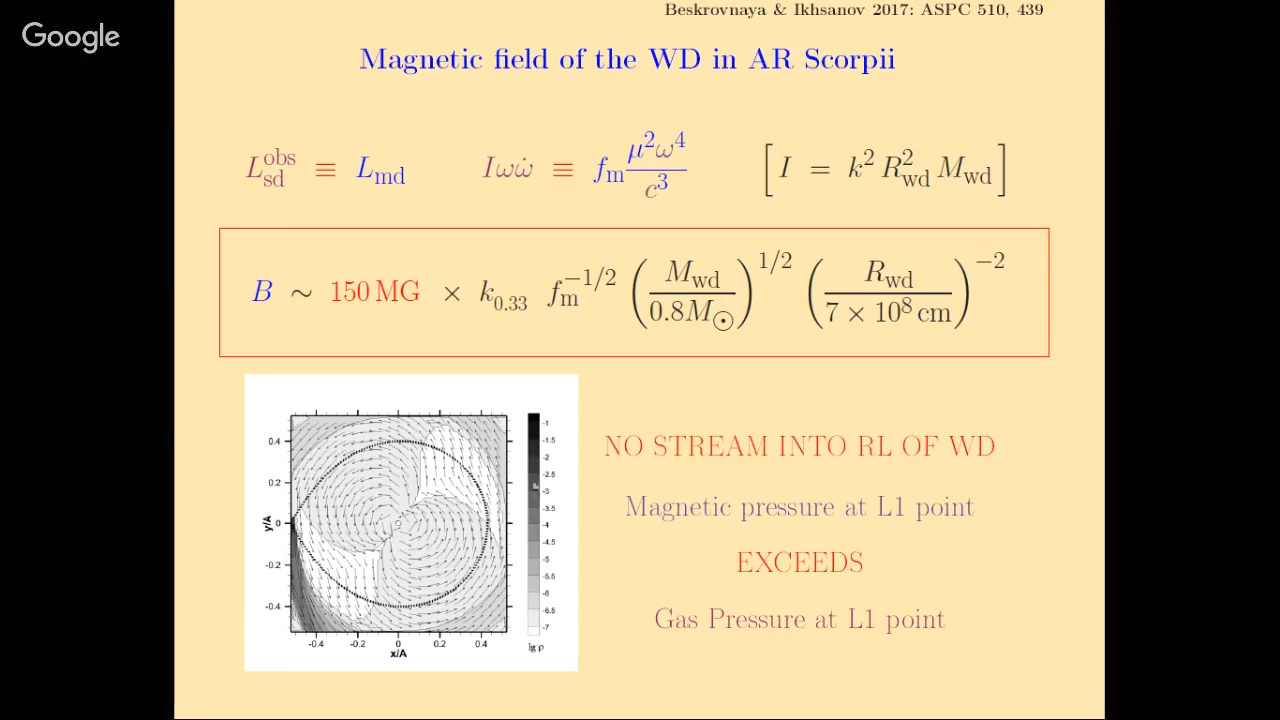 Beskrovnaya & Ikhsanov 2017: ASPC 510, 439
Google
Magnetic field of the WD in AR Scorpii
L_sd^obs ≡ L_md    Iωω̇ ≡ f_m μ²ω⁴/c³    [I = k² R²_wd M_wd]
B ∼ 150 MG × k_0.33 f_m^{−1/2} (M_wd/0.8M_⊙)^{1/2} (R_wd/7 × 10⁸ cm)^{−2}
NO STREAM INTO RL OF WD
Magnetic pressure at L1 point
EXCEEDS
Gas Pressure at L1 point
y/A
0.4
0.2
0
-0.2
-0.4
-0.4 -0.2 0 0.2 0.4
x/A
-1
-1.5
-2
-2.5
-3
-3.5
-4
-4.5
-5
-5.5
-6
-6.5
-7
lg ρ